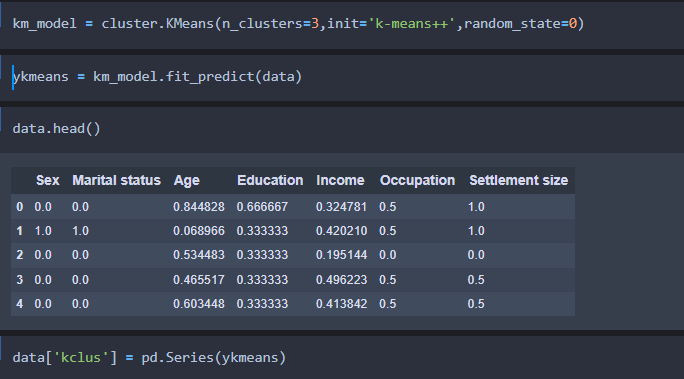 km_model = cluster.KMeans(n_clusters=3,init='k-means++',random_state=0)
ykmeans = km_model.fit_predict(data)
data.head()
Sex Marital status Age Education Income Occupation Settlement size
0 0.0 0.0 0.844828 0.666667 0.324781 0.5 1.0
1 1.0 1.0 0.068966 0.333333 0.420210 0.5 1.0
2 0.0 0.0 0.534483 0.333333 0.195144 0.0 0.0
3 0.0 0.0 0.465517 0.333333 0.496223 0.5 0.5
4 0.0 0.0 0.603448 0.333333 0.413842 0.5 0.5
data['kclus'] = pd.Series(ykmeans)